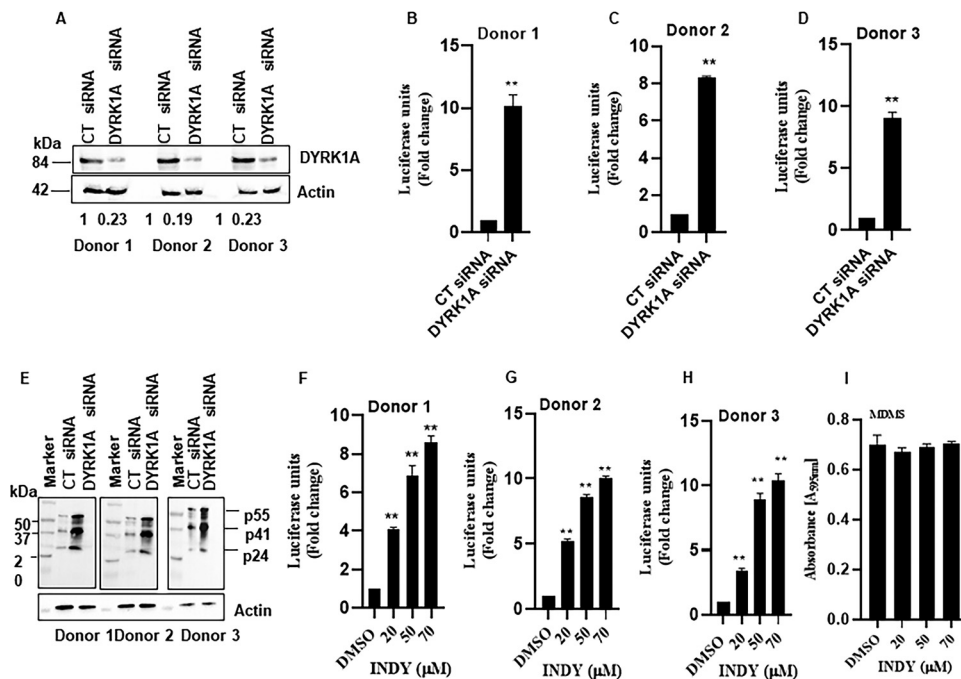 A
CT siRNA
DYRK1A siRNA
CT siRNA
DYRK1A siRNA
CT siRNA
DYRK1A siRNA
kDa
84
DYRK1A
42
Actin
1 0.23 1 0.19 1 0.23
Donor 1 Donor 2 Donor 3
B
Donor 1
Luciferase units
(Fold change)
15
10
5
0
**
CT siRNA
DYRK1A siRNA
C
Donor 2
Luciferase units
(Fold change)
10
8
6
4
2
0
**
CT siRNA
DYRK1A siRNA
D
Donor 3
Luciferase units
(Fold change)
15
10
5
0
**
CT siRNA
DYRK1A siRNA
E
Marker
CT siRNA
DYRK1A siRNA
Marker
CT siRNA
DYRK1A siRNA
Marker
CT siRNA
DYRK1A siRNA
kDa
50
37
2
0
p55
p41
p24
Actin
Donor 1 Donor 2 Donor 3
F
Donor 1
Luciferase units
(Fold change)
10
8
6
4
2
0
**
**
**
DMSO
20
50
70
INDY (µM)
G
Donor 2
Luciferase units
(Fold change)
15
10
5
0
**
**
**
DMSO
20
50
70
INDY (µM)
H
Donor 3
Luciferase units
(Fold change)
15
10
5
0
**
**
**
DMSO
20
50
70
INDY (µM)
I
MDMS
Absorbance [A595nm]
0.8
0.6
0.4
0.2
0.0
DMSO
20
50
70
INDY (µM)